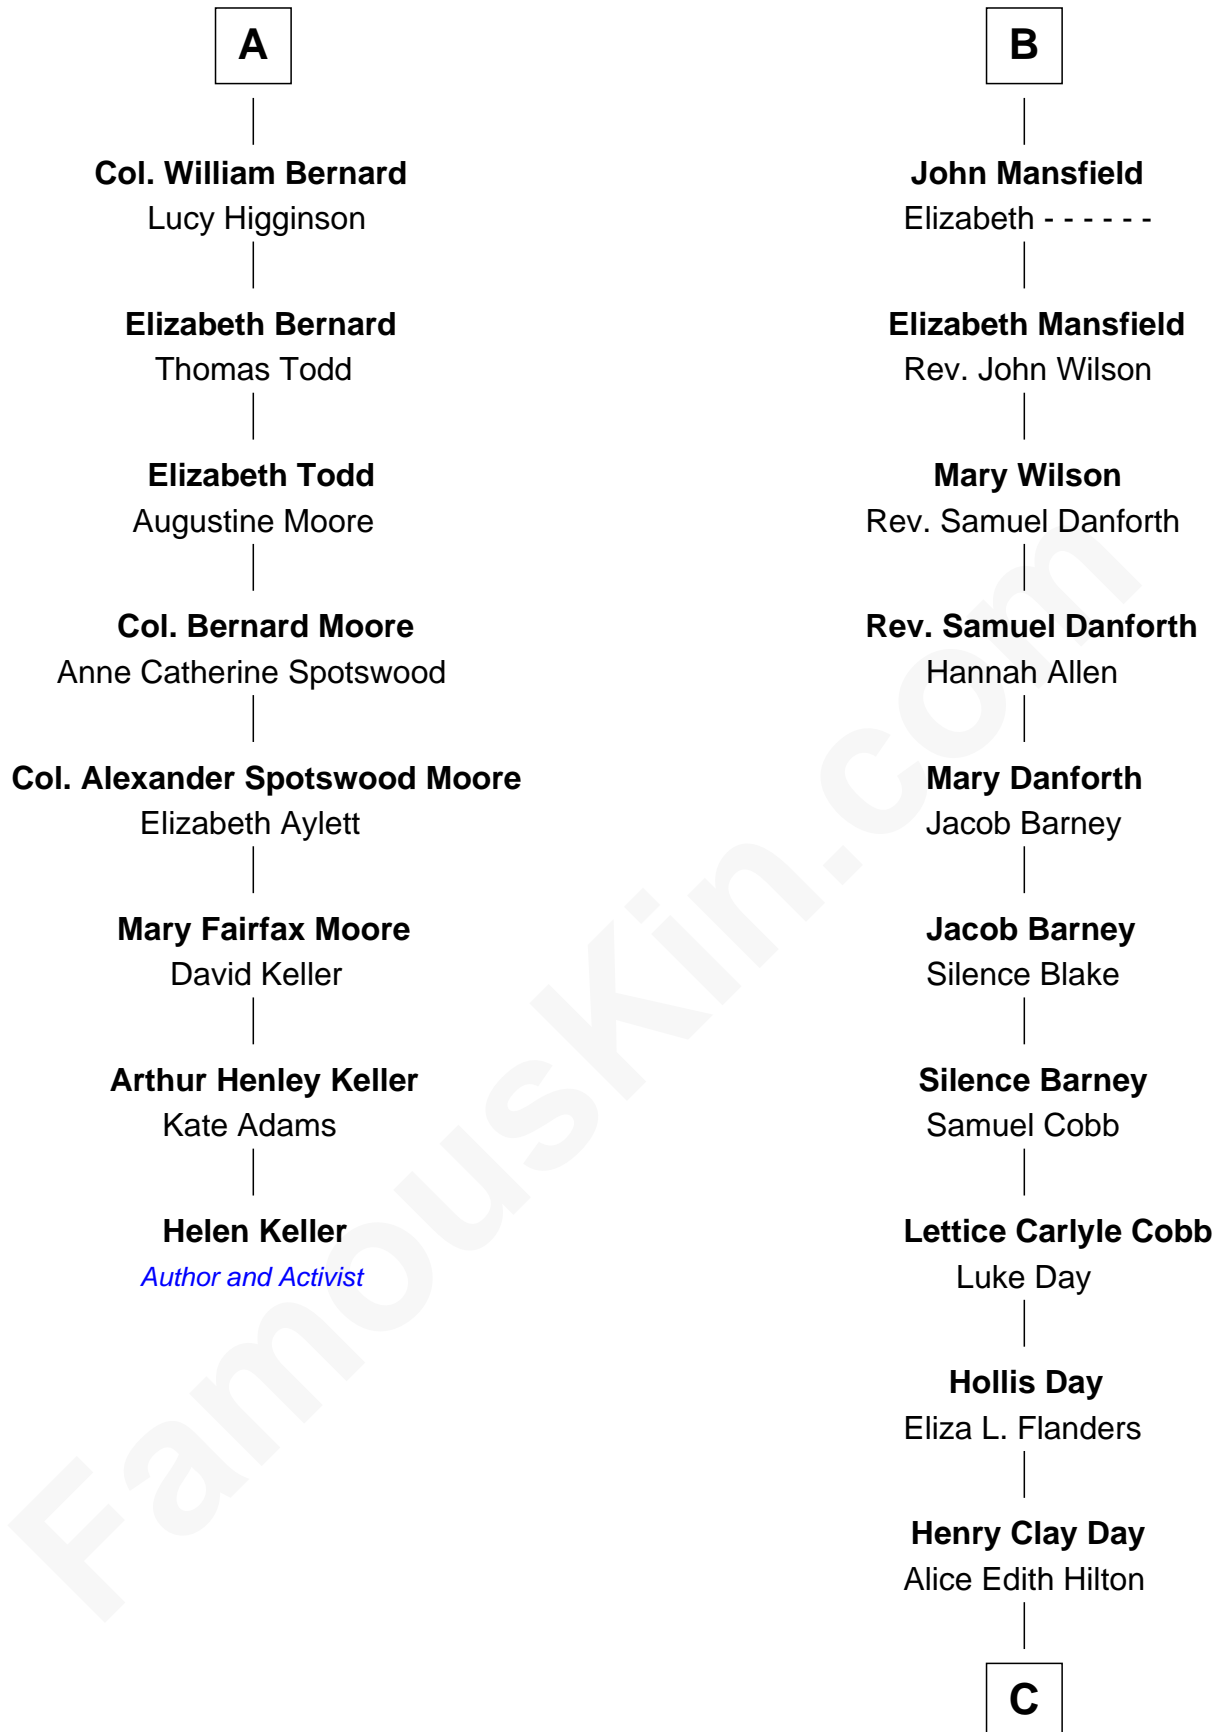 A
Col. William Bernard
Lucy Higginson
Elizabeth Bernard
Thomas Todd
Elizabeth Todd
Augustine Moore
Col. Bernard Moore
Anne Catherine Spotswood
Col. Alexander Spotswood Moore
Elizabeth Aylett
Mary Fairfax Moore
David Keller
Arthur Henley Keller
Kate Adams
Helen Keller
Author and Activist
B
John Mansfield
Elizabeth - - - - - -
Elizabeth Mansfield
Rev. John Wilson
Mary Wilson
Rev. Samuel Danforth
Rev. Samuel Danforth
Hannah Allen
Mary Danforth
Jacob Barney
Jacob Barney
Silence Blake
Silence Barney
Samuel Cobb
Lettice Carlyle Cobb
Luke Day
Hollis Day
Eliza L. Flanders
Henry Clay Day
Alice Edith Hilton
C
FamousKin.com